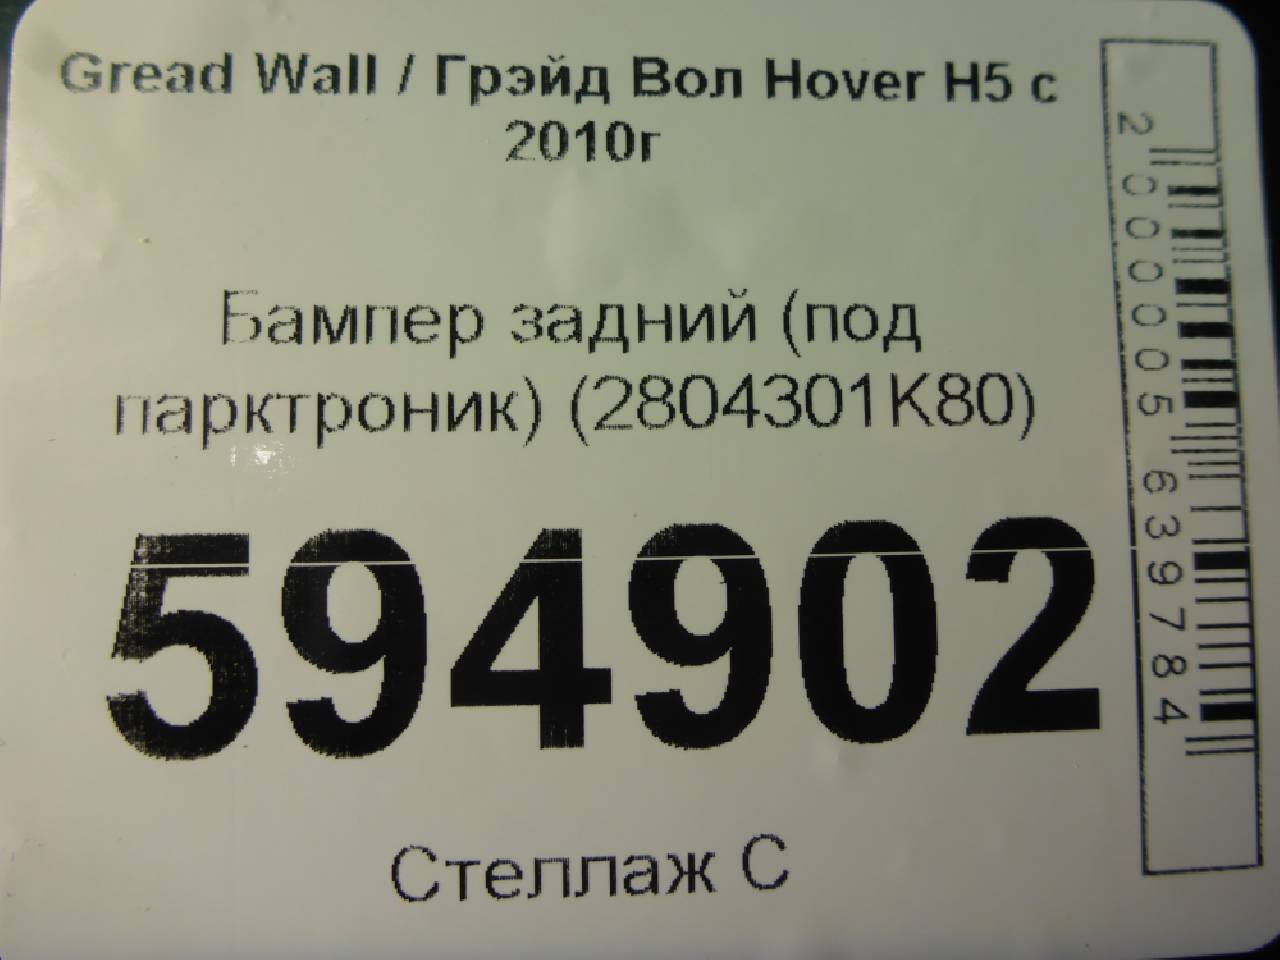 Gread Wall / Грэйд Вол Hover H5 с
2010г
Бампер задний (под
парктроник) (2804301K80)
594902
Стеллаж С
2000005639784